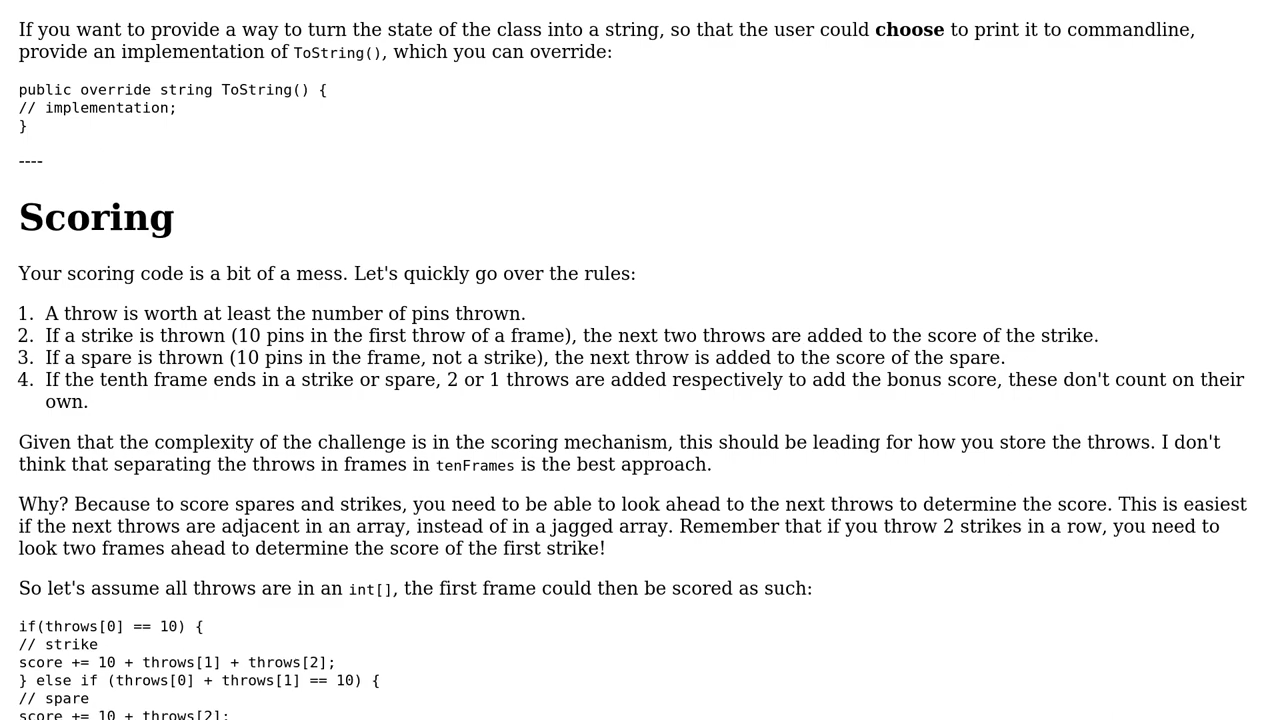 If you want to provide a way to turn the state of the class into a string, so that the user could choose to print it to commandline,
provide an implementation of ToString(), which you can override:
public override string ToString() {
// implementation;
}
----
Scoring
Your scoring code is a bit of a mess. Let's quickly go over the rules:
1. A throw is worth at least the number of pins thrown.
2. If a strike is thrown (10 pins in the first throw of a frame), the next two throws are added to the score of the strike.
3. If a spare is thrown (10 pins in the frame, not a strike), the next throw is added to the score of the spare.
4. If the tenth frame ends in a strike or spare, 2 or 1 throws are added respectively to add the bonus score, these don't count on their
own.
Given that the complexity of the challenge is in the scoring mechanism, this should be leading for how you store the throws. I don't
think that separating the throws in frames in tenFrames is the best approach.
Why? Because to score spares and strikes, you need to be able to look ahead to the next throws to determine the score. This is easiest
if the next throws are adjacent in an array, instead of in a jagged array. Remember that if you throw 2 strikes in a row, you need to
look two frames ahead to determine the score of the first strike!
So let's assume all throws are in an int[], the first frame could then be scored as such:
if(throws[0] == 10) {
// strike
score += 10 + throws[1] + throws[2];
} else if (throws[0] + throws[1] == 10) {
// spare
score += 10 + throws[2];